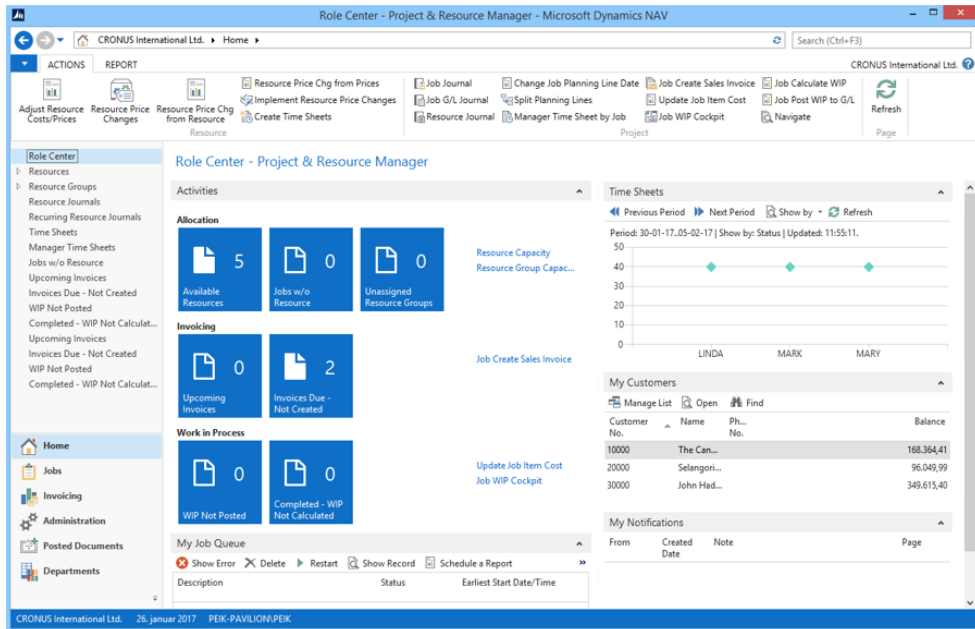 Role Center - Project & Resource Manager - Microsoft Dynamics NAV
CRONUS International Ltd. Home
Search (Ctrl+F3)
ACTIONS REPORT
CRONUS International Ltd.
Adjust Resource Costs/Prices
Resource Price Changes
Resource Price Chg from Resource
Resource Price Chg from Prices
Implement Resource Price Changes
Create Time Sheets
Resource
Job Journal
Job G/L Journal
Resource Journal
Change Job Planning Line Date
Split Planning Lines
Manager Time Sheet by Job
Job Create Sales Invoice
Update Job Item Cost
Job WIP Cockpit
Job Calculate WIP
Job Post WIP to G/L
Navigate
Project
Refresh
Page
Role Center
Resources
Resource Groups
Resource Journals
Recurring Resource Journals
Time Sheets
Manager Time Sheets
Jobs w/o Resource
Upcoming Invoices
Invoices Due - Not Created
WIP Not Posted
Completed - WIP Not Calculat...
Upcoming Invoices
Invoices Due - Not Created
WIP Not Posted
Completed - WIP Not Calculat...
Home
Jobs
Invoicing
Administration
Posted Documents
Departments
Role Center - Project & Resource Manager
Activities
Allocation
5
Available
Resources
0
Jobs w/o
Resource
0
Unassigned
Resource Groups
Resource Capacity
Resource Group Capac...
Invoicing
0
Upcoming
Invoices
2
Invoices Due -
Not Created
Job Create Sales Invoice
Work in Process
0
WIP Not Posted
0
Completed - WIP
Not Calculated
Update Job Item Cost
Job WIP Cockpit
My Job Queue
Show Error Delete Restart Show Record Schedule a Report
Description Status Earliest Start Date/Time
Time Sheets
Previous Period Next Period Show by Refresh
Period: 30-01-17..05-02-17 | Show by: Status | Updated: 11:55:11.
50
40
30
20
10
0
LINDA MARK MARY
My Customers
Manage List Open Find
Customer No. Name Ph... No. Balance
10000 The Can... 168.364,41
20000 Selangori... 96.049,99
30000 John Had... 349.615,40
My Notifications
From Created Date Note Page
CRONUS International Ltd. 26. januar 2017 PEIK-PAVILION\PEIK